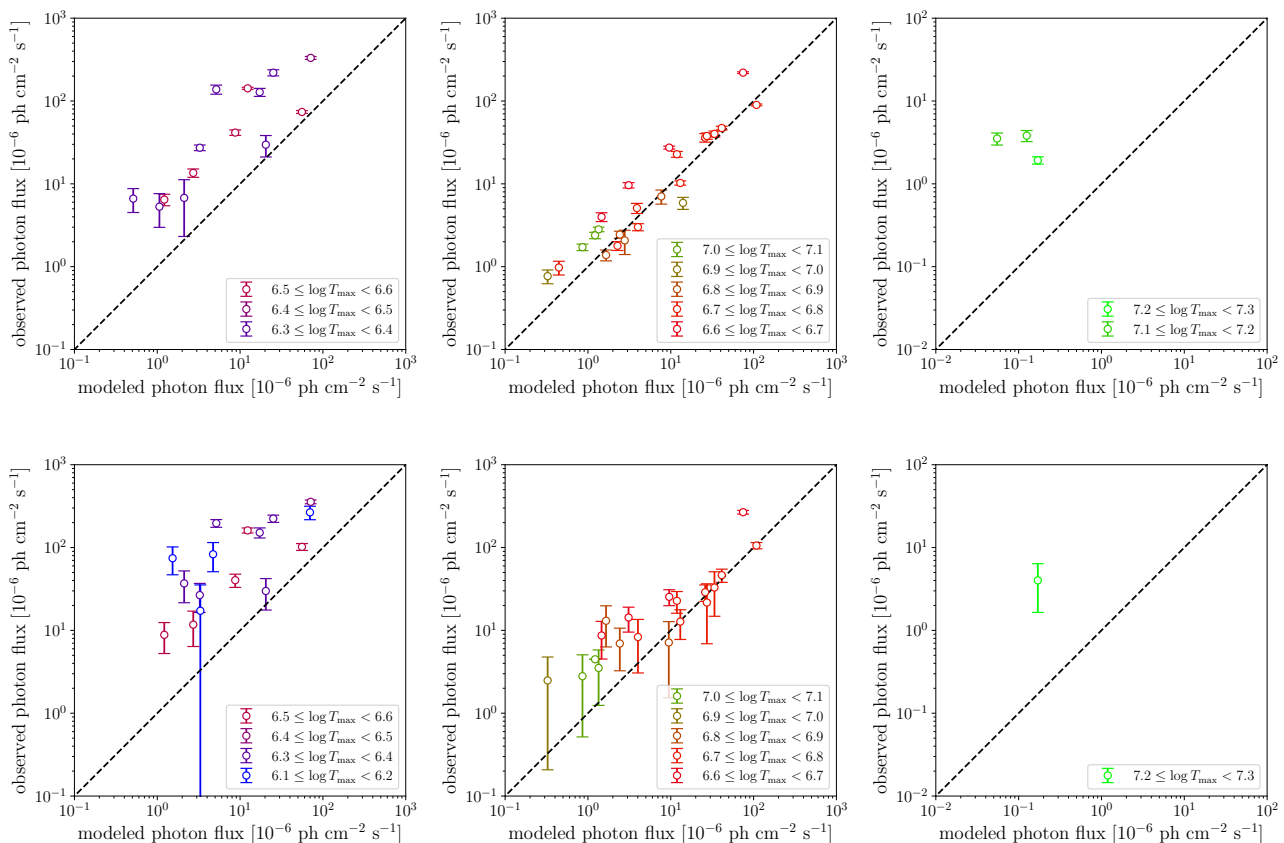 10³
10²
10¹
10⁰
10⁻¹
10⁻¹ 10⁰ 10¹ 10² 10³
observed photon flux [10⁻⁶ ph cm⁻² s⁻¹]
modeled photon flux [10⁻⁶ ph cm⁻² s⁻¹]
6.5 ≤ log T_max < 6.6
6.4 ≤ log T_max < 6.5
6.3 ≤ log T_max < 6.4
10³
10²
10¹
10⁰
10⁻¹
10⁻¹ 10⁰ 10¹ 10² 10³
observed photon flux [10⁻⁶ ph cm⁻² s⁻¹]
modeled photon flux [10⁻⁶ ph cm⁻² s⁻¹]
7.0 ≤ log T_max < 7.1
6.9 ≤ log T_max < 7.0
6.8 ≤ log T_max < 6.9
6.7 ≤ log T_max < 6.8
6.6 ≤ log T_max < 6.7
10²
10¹
10⁰
10⁻¹
10⁻²
10⁻² 10⁻¹ 10⁰ 10¹ 10²
observed photon flux [10⁻⁶ ph cm⁻² s⁻¹]
modeled photon flux [10⁻⁶ ph cm⁻² s⁻¹]
7.2 ≤ log T_max < 7.3
7.1 ≤ log T_max < 7.2
10³
10²
10¹
10⁰
10⁻¹
10⁻¹ 10⁰ 10¹ 10² 10³
observed photon flux [10⁻⁶ ph cm⁻² s⁻¹]
modeled photon flux [10⁻⁶ ph cm⁻² s⁻¹]
6.5 ≤ log T_max < 6.6
6.4 ≤ log T_max < 6.5
6.3 ≤ log T_max < 6.4
6.1 ≤ log T_max < 6.2
10³
10²
10¹
10⁰
10⁻¹
10⁻¹ 10⁰ 10¹ 10² 10³
observed photon flux [10⁻⁶ ph cm⁻² s⁻¹]
modeled photon flux [10⁻⁶ ph cm⁻² s⁻¹]
7.0 ≤ log T_max < 7.1
6.9 ≤ log T_max < 7.0
6.8 ≤ log T_max < 6.9
6.7 ≤ log T_max < 6.8
6.6 ≤ log T_max < 6.7
10²
10¹
10⁰
10⁻¹
10⁻²
10⁻² 10⁻¹ 10⁰ 10¹ 10²
observed photon flux [10⁻⁶ ph cm⁻² s⁻¹]
modeled photon flux [10⁻⁶ ph cm⁻² s⁻¹]
7.2 ≤ log T_max < 7.3